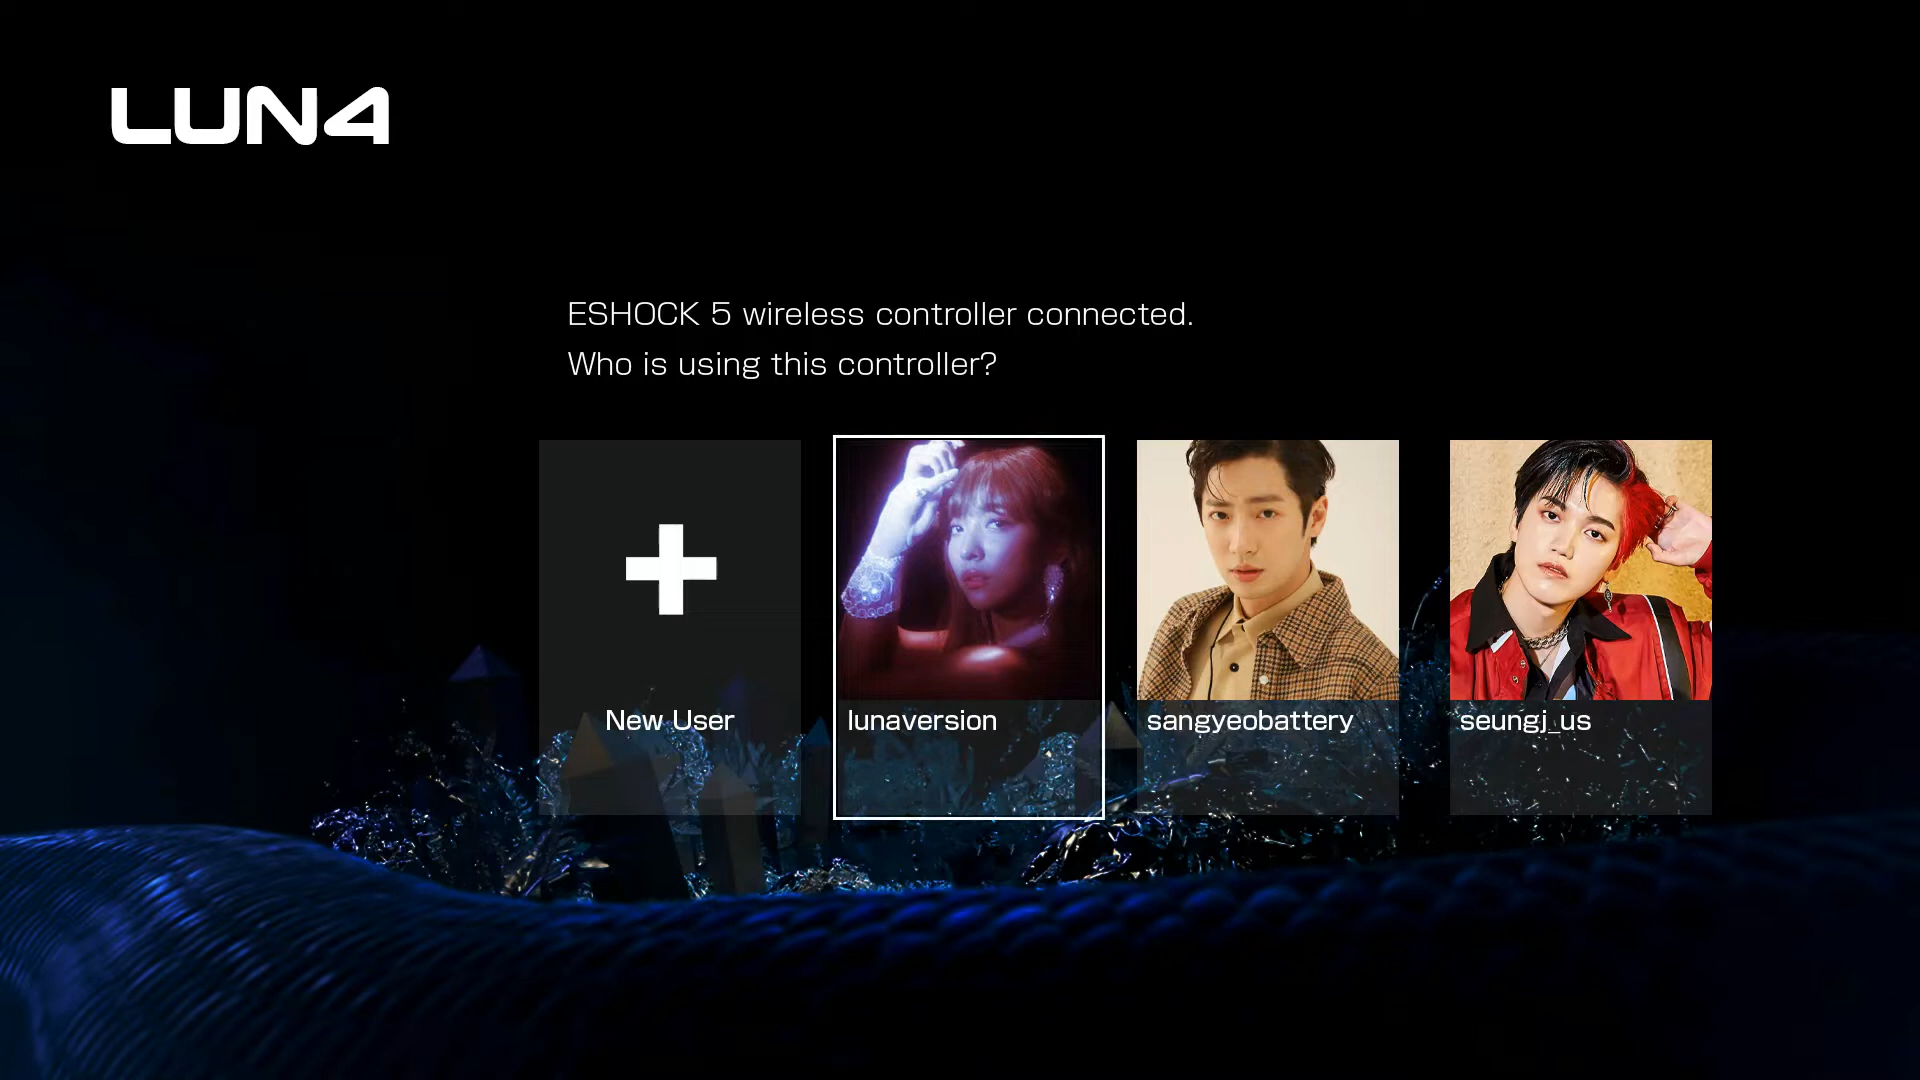 LUN4
ESHOCK 5 wireless controller connected.
Who is using this controller?
New User
lunaversion
sangyeobattery
seungj_us